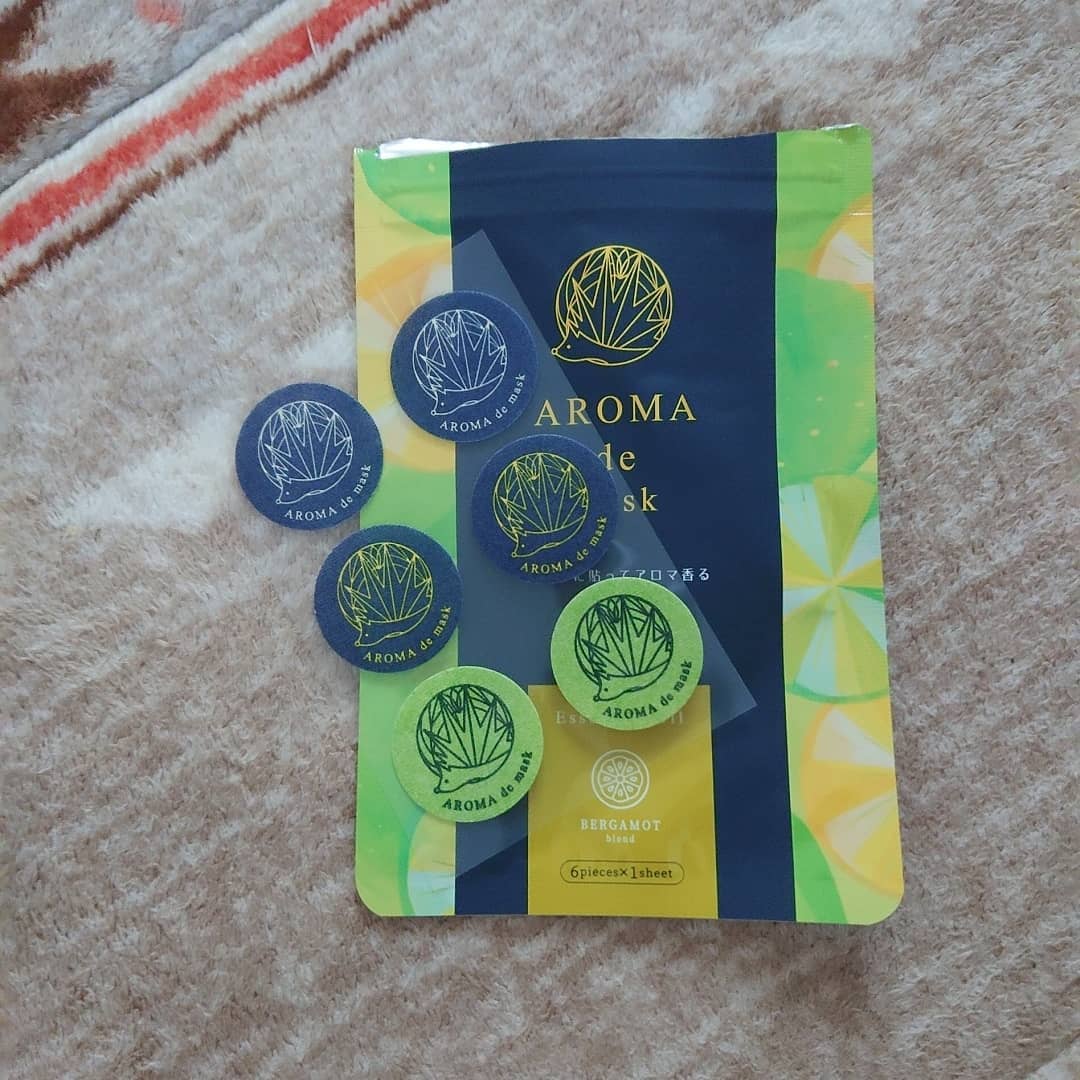 AROMA
de
sk
に貼ってアロマ香る
AROMA de mask
AROMA de mask
AROMA de mask
AROMA de mask
AROMA de mask
AROMA de mask
BERGAMOT
blend
6pieces×1sheet